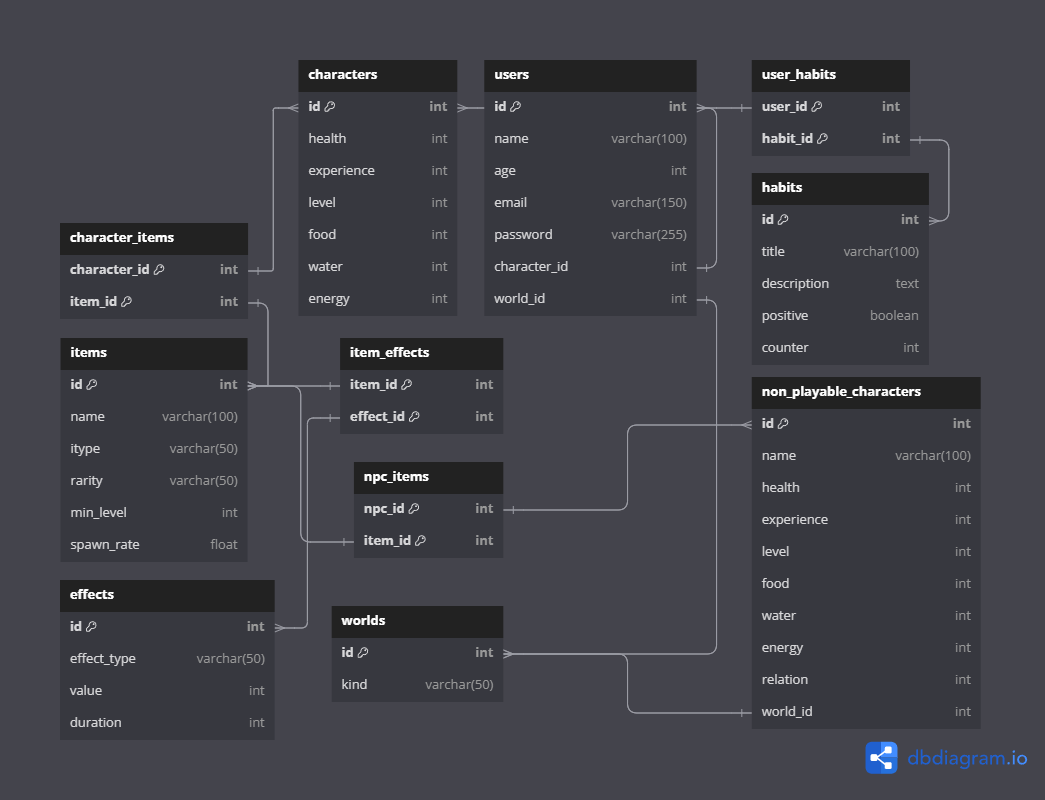 characters
id int
health int
experience int
level int
food int
water int
energy int
users
id int
name varchar(100)
age int
email varchar(150)
password varchar(255)
character_id int
world_id int
user_habits
user_id int
habit_id int
habits
id int
title varchar(100)
description text
positive boolean
counter int
character_items
character_id int
item_id int
items
id int
name varchar(100)
itype varchar(50)
rarity varchar(50)
min_level int
spawn_rate float
item_effects
item_id int
effect_id int
npc_items
npc_id int
item_id int
non_playable_characters
id int
name varchar(100)
health int
experience int
level int
food int
water int
energy int
relation int
world_id int
effects
id int
effect_type varchar(50)
value int
duration int
worlds
id int
kind varchar(50)
dbdiagram.io